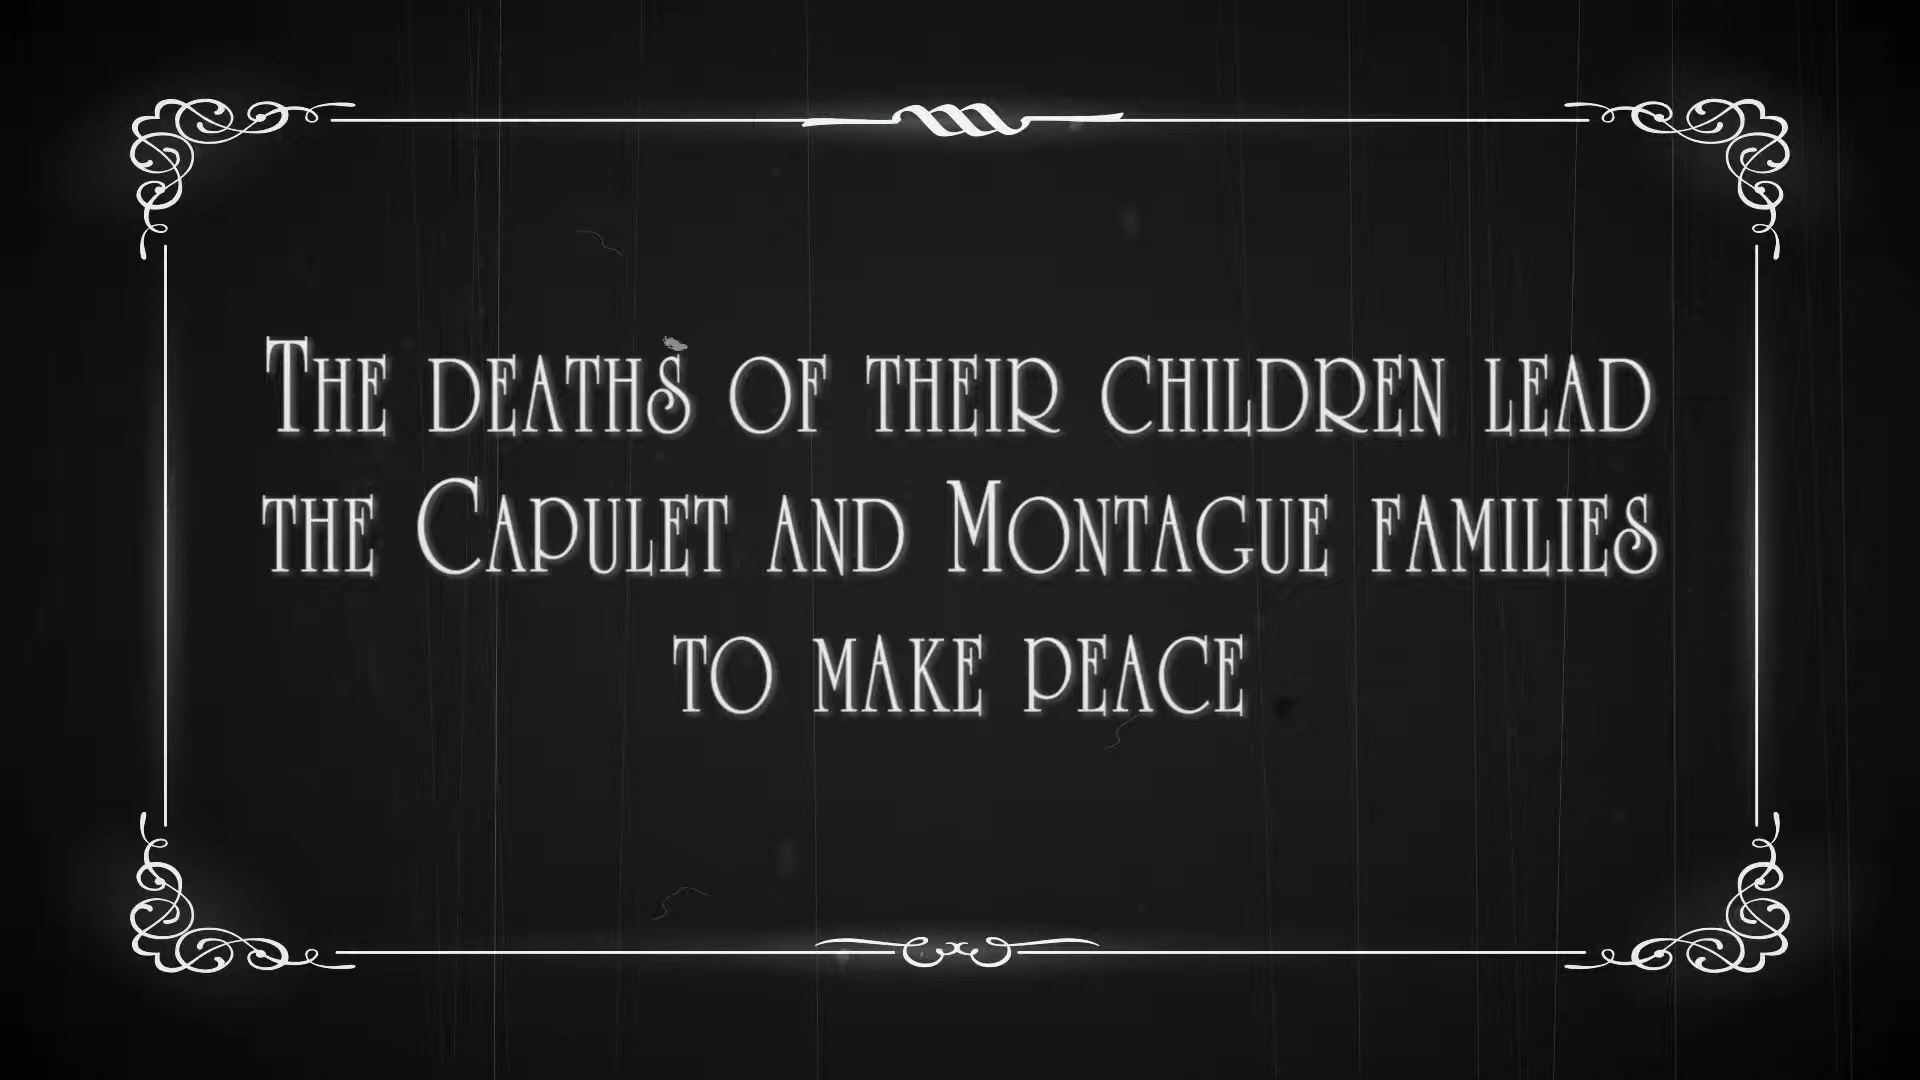 The deaths of their children lead
the Capulet and Montague families
to make peace